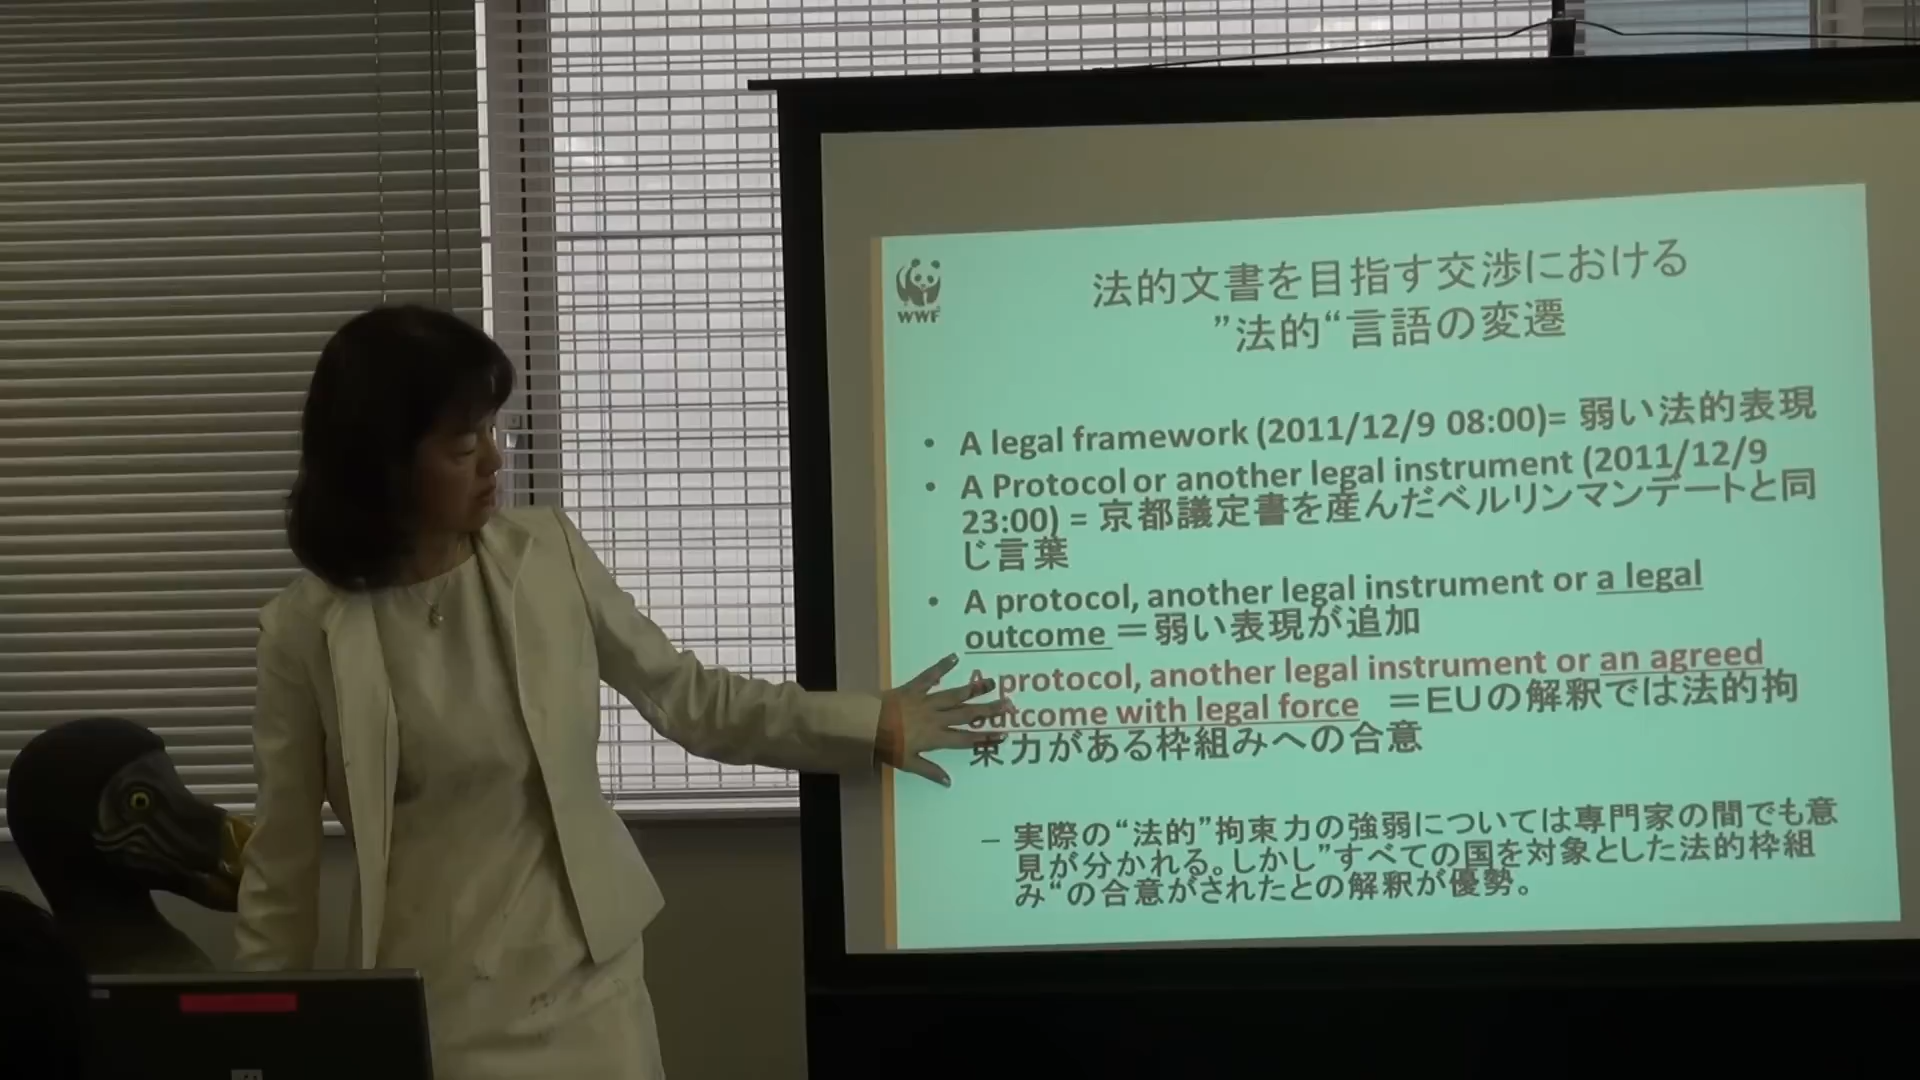 WWF
法的文書を目指す交渉における
”法的“言語の変遷
• A legal framework (2011/12/9 08:00)= 弱い法的表現
• A Protocol or another legal instrument (2011/12/9
23:00) = 京都議定書を産んだベルリンマンデートと同
じ言葉
• A protocol, another legal instrument or a legal
outcome ＝弱い表現が追加
A protocol, another legal instrument or an agreed
outcome with legal force ＝EUの解釈では法的拘
束力がある枠組みへの合意
– 実際の“法的”拘束力の強弱については専門家の間でも意
見が分かれる。しかし”すべての国を対象とした法的枠組
み“の合意がされたとの解釈が優勢。